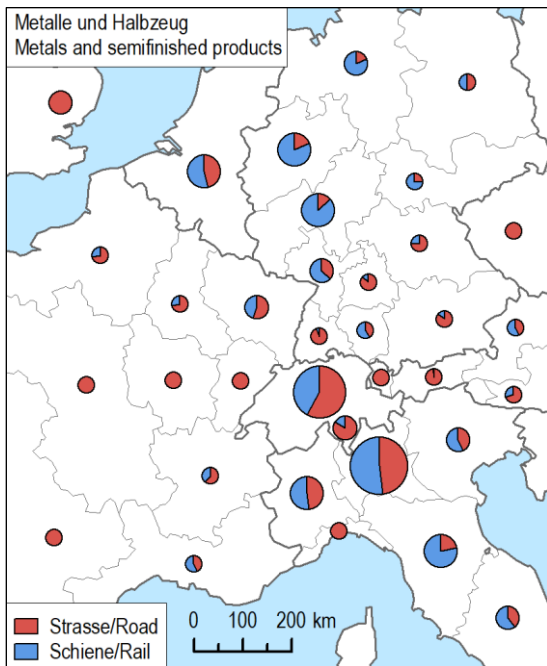 Metalle und Halbzeug
Metals and semifinished products
Strasse/Road
Schiene/Rail
0 100 200 km